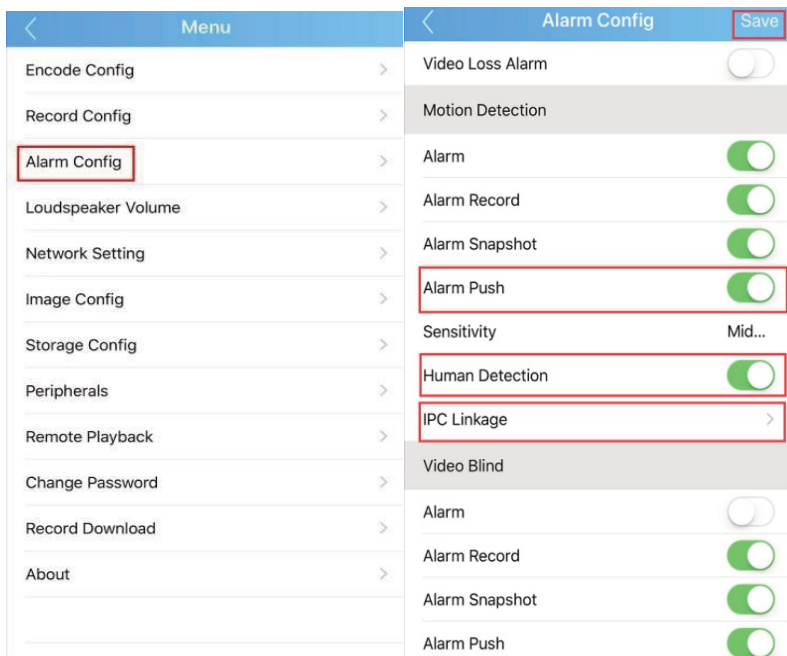 Menu
Encode Config
Record Config
Alarm Config
Loudspeaker Volume
Network Setting
Image Config
Storage Config
Peripherals
Remote Playback
Change Password
Record Download
About
Alarm Config
Save
Video Loss Alarm
Motion Detection
Alarm
Alarm Record
Alarm Snapshot
Alarm Push
Sensitivity Mid...
Human Detection
IPC Linkage
Video Blind
Alarm
Alarm Record
Alarm Snapshot
Alarm Push